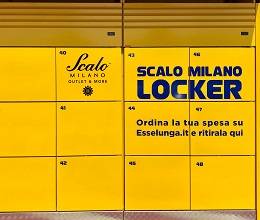 40
Scalo
MILANO
OUTLET & MORE
43
46
SCALO MILANO
LOCKER
41
44
47
Ordina la tua spesa su
Esselunga.it e ritirala qui
42
45
48